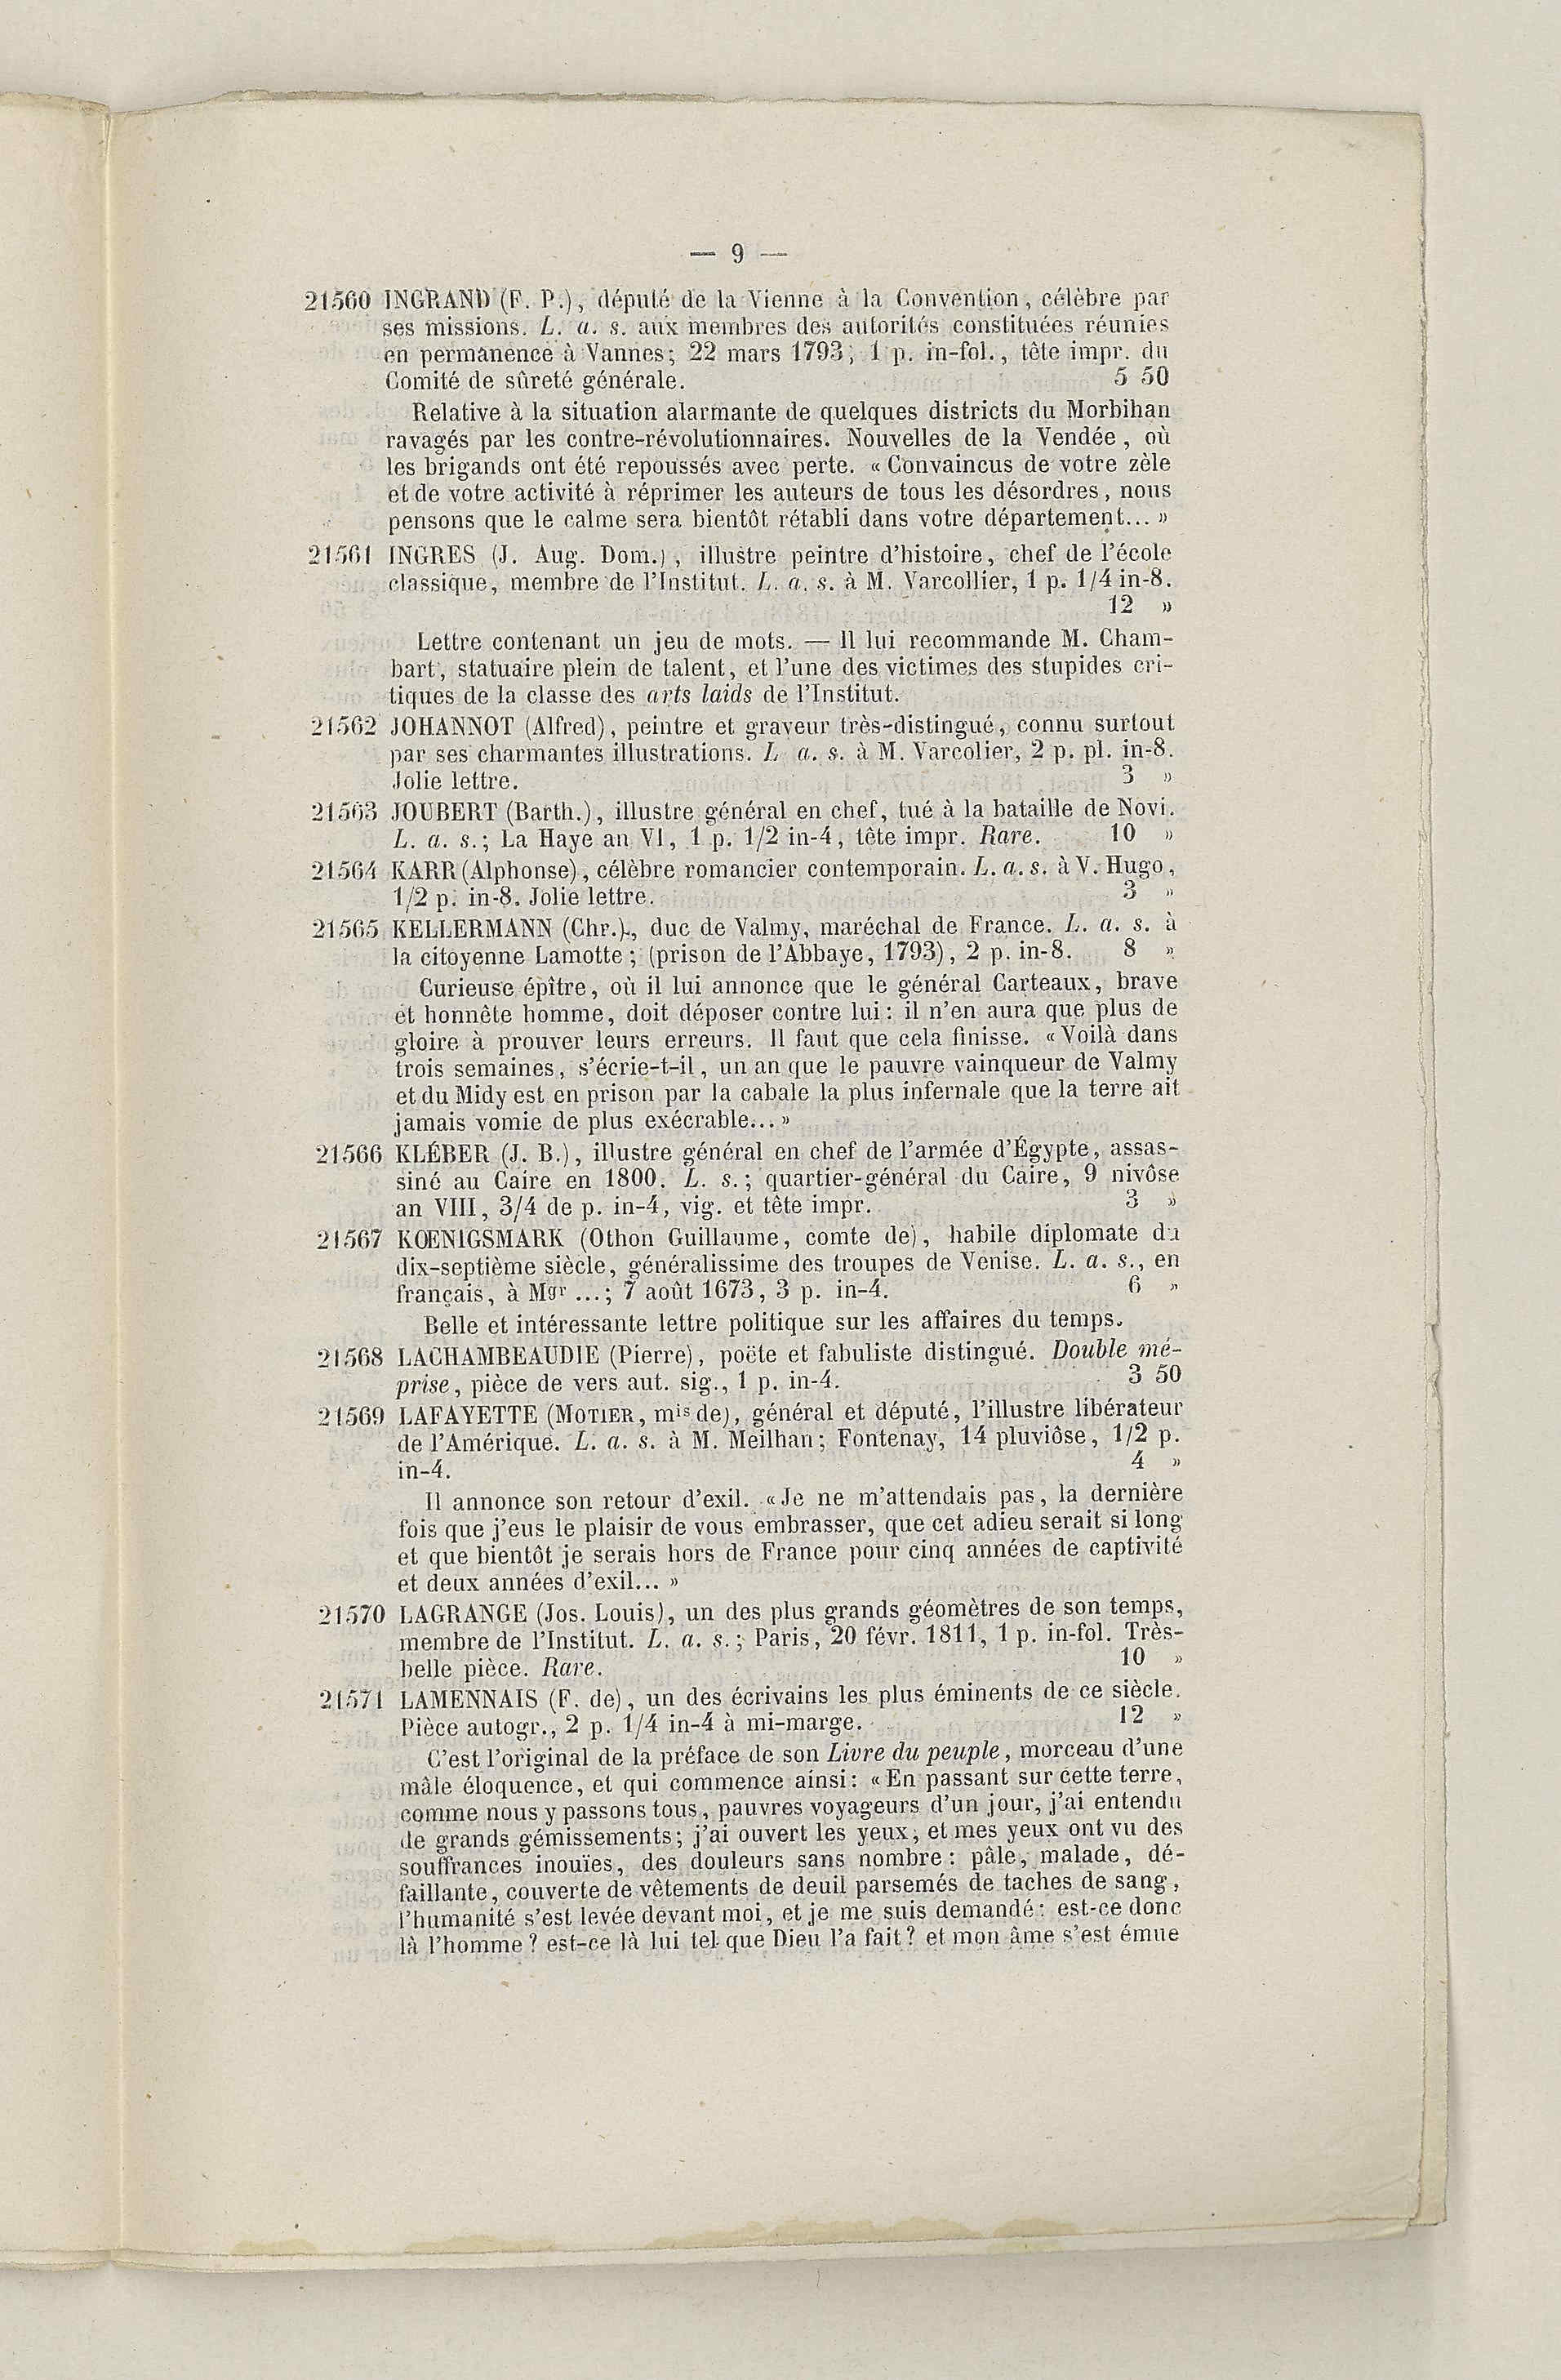 — 9 —
21560 INGRAND (F. P.), député de la Vienne à la Convention, célèbre par
ses missions. L. a. s. aux membres des autorités constituées réunies
en permanence à Vannes; 22 mars 1793, 1 p. in-fol., tête impr. du
Comité de sûreté générale. 5 50
Relative à la situation alarmante de quelques districts du Morbihan
ravagés par les contre-révolutionnaires. Nouvelles de la Vendée, où
les brigands ont été repoussés avec perte. « Convaincus de votre zèle
et de votre activité à réprimer les auteurs de tous les désordres, nous
pensons que le calme sera bientôt rétabli dans votre département... »
21561 INGRES (J. Aug. Dom.), illustre peintre d'histoire, chef de l'école
classique, membre de l'Institut. L. a. s. à M. Varcollier, 1 p. 1/4 in-8.
12 »
Lettre contenant un jeu de mots. — Il lui recommande M. Cham-
bart, statuaire plein de talent, et l'une des victimes des stupides cri-
tiques de la classe des arts laids de l'Institut.
21562 JOHANNOT (Alfred), peintre et graveur très-distingué, connu surtout
par ses charmantes illustrations. L a. s. à M. Varcolier, 2 p. pl. in-8.
Jolie lettre. 3 »
21563 JOUBERT (Barth.), illustre général en chef, tué à la bataille de Novi.
L. a. s.; La Haye an VI, 1 p. 1/2 in-4, tête impr. Rare. 10 »
21564 KARR (Alphonse), célèbre romancier contemporain. L. a. s. à V. Hugo,
1/2 p. in-8. Jolie lettre. 3 »
21565 KELLERMANN (Chr.), duc de Valmy, maréchal de France. L. a. s. à
la citoyenne Lamotte; (prison de l'Abbaye, 1793), 2 p. in-8. 8 »
Curieuse épître, où il lui annonce que le général Carteaux, brave
et honnête homme, doit déposer contre lui: il n'en aura que plus de
gloire à prouver leurs erreurs. Il faut que cela finisse. « Voilà dans
trois semaines, s'écrie-t-il, un an que le pauvre vainqueur de Valmy
et du Midy est en prison par la cabale la plus infernale que la terre ait
jamais vomie de plus exécrable... »
21566 KLÉBER (J. B.), illustre général en chef de l'armée d'Égypte, assas-
siné au Caire en 1800. L. s.; quartier-général du Caire, 9 nivôse
an VIII, 3/4 de p. in-4, vig. et tête impr. 3 »
21567 KŒNIGSMARK (Othon Guillaume, comte de), habile diplomate du
dix-septième siècle, généralissime des troupes de Venise. L. a. s., en
français, à Mgr ...; 7 août 1673, 3 p. in-4. 6 »
Belle et intéressante lettre politique sur les affaires du temps.
21568 LACHAMBEAUDIE (Pierre), poëte et fabuliste distingué. Double mé-
prise, pièce de vers aut. sig., 1 p. in-4. 3 50
21569 LAFAYETTE (MOTIER, mis de), général et député, l'illustre libérateur
de l'Amérique. L. a. s. à M. Meilhan; Fontenay, 14 pluviôse, 1/2 p.
in-4. 4 »
Il annonce son retour d'exil. « Je ne m'attendais pas, la dernière
fois que j'eus le plaisir de vous embrasser, que cet adieu serait si long
et que bientôt je serais hors de France pour cinq années de captivité
et deux années d'exil... »
21570 LAGRANGE (Jos. Louis), un des plus grands géomètres de son temps,
membre de l'Institut. L. a. s.; Paris, 20 févr. 1811, 1 p. in-fol. Très-
belle pièce. Rare. 10 »
21571 LAMENNAIS (F. de), un des écrivains les plus éminents de ce siècle.
Pièce autogr., 2 p. 1/4 in-4 à mi-marge. 12 »
C'est l'original de la préface de son Livre du peuple, morceau d'une
mâle éloquence, et qui commence ainsi: « En passant sur cette terre,
comme nous y passons tous, pauvres voyageurs d'un jour, j'ai entendu
de grands gémissements; j'ai ouvert les yeux, et mes yeux ont vu des
souffrances inouïes, des douleurs sans nombre: pâle, malade, dé-
faillante, couverte de vêtements de deuil parsemés de taches de sang,
l'humanité s'est levée devant moi, et je me suis demandé: est-ce donc
là l'homme? est-ce là lui tel que Dieu l'a fait? et mon âme s'est émue